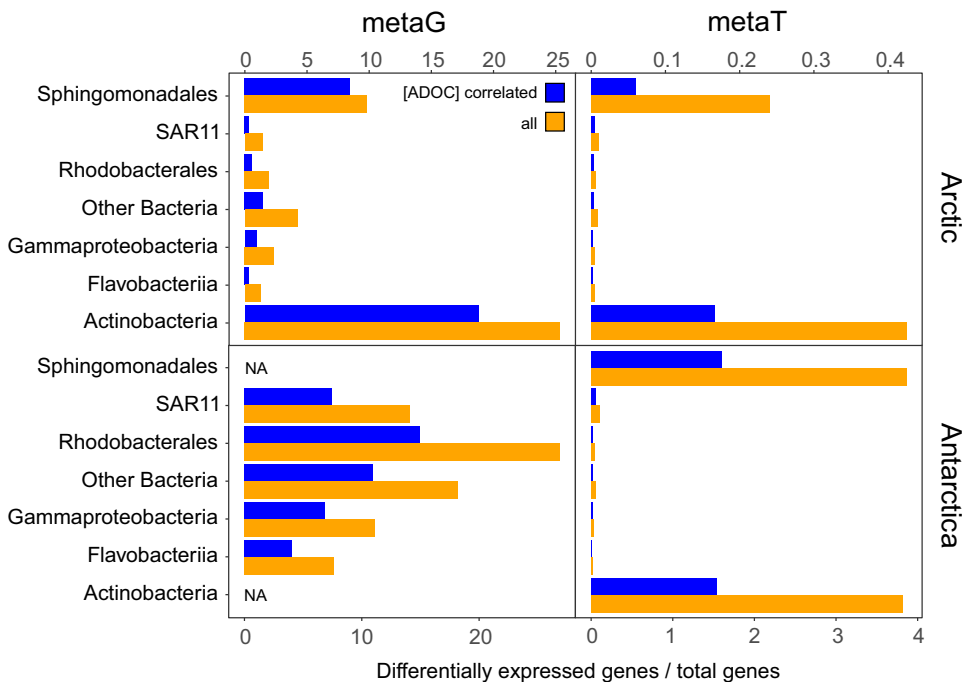 metaG metaT
0 5 10 15 20 25 0 0.1 0.2 0.3 0.4
[ADOC] correlated
all
Sphingomonadales
SAR11
Rhodobacterales
Other Bacteria
Gammaproteobacteria
Flavobacteriia
Actinobacteria
Arctic
Sphingomonadales NA
SAR11
Rhodobacterales
Other Bacteria
Gammaproteobacteria
Flavobacteriia
Actinobacteria NA
Antarctica
0 10 20 0 1 2 3 4
Differentially expressed genes / total genes